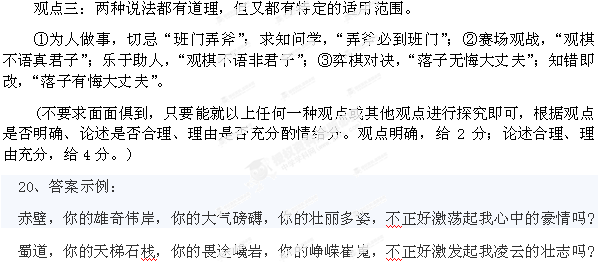 观点三：两种说法都有道理，但又都有特定的适用范围。
①为人做事，切忌“班门弄斧”；求知问学，“弄斧必到班门”；②赛场观战，“观棋
不语真君子”；乐于助人，“观棋不语非君子”；③弈棋对决，“落子无悔大丈夫”；知错即
改，“落子有悔大丈夫”。
(不要求面面俱到，只要能就以上任何一种观点或其他观点进行探究即可，根据观点
是否明确、论述是否合理、理由是否充分酌情给分。观点明确，给 2 分；论述合理、理
由充分，给 4 分。）
20、答案示例：
赤壁，你的雄奇伟岸，你的大气磅礴，你的壮丽多姿，不正好激荡起我心中的豪情吗?
蜀道，你的天梯石栈，你的畏途巉岩，你的峥嵘崔嵬，不正好激发起我凌云的壮志吗?